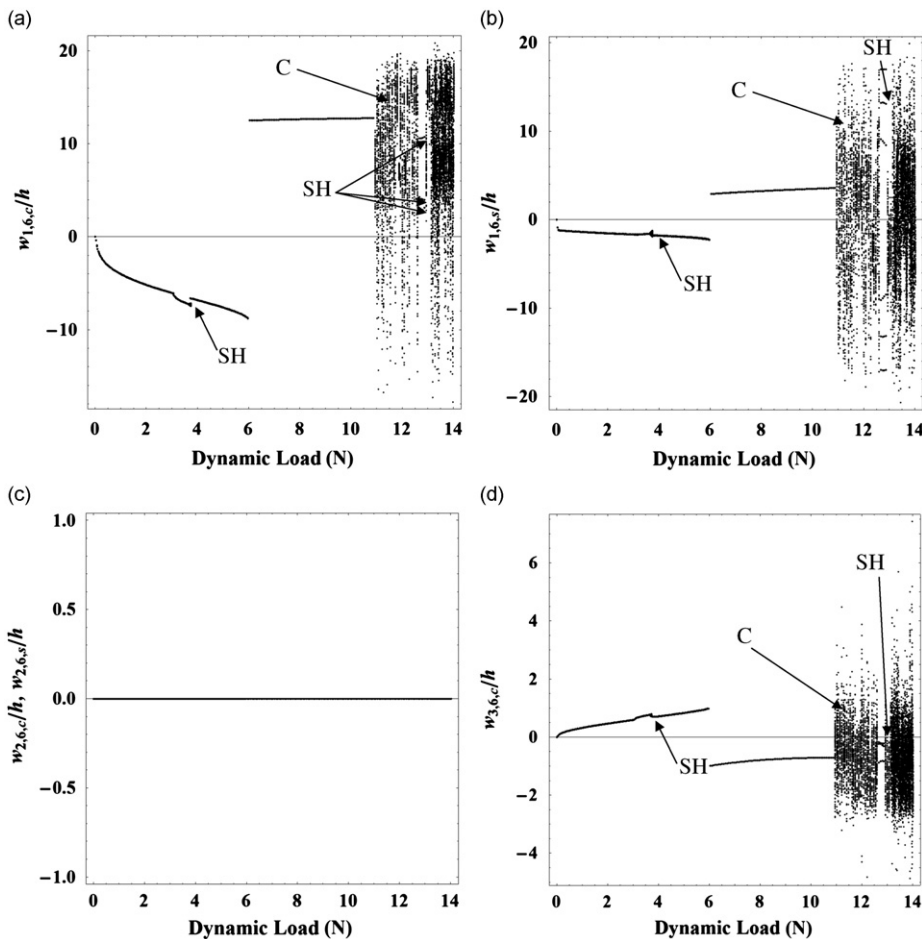 (a)
20
10
0
−10
w1,6,c/h
C
SH
SH
0 2 4 6 8 10 12 14
Dynamic Load (N)
(b)
20
10
0
−10
−20
w1,6,s/h
SH
C
SH
0 2 4 6 8 10 12 14
Dynamic Load (N)
(c)
1.0
0.5
0.0
−0.5
−1.0
w2,6,c/h, w2,6,s/h
0 2 4 6 8 10 12 14
Dynamic Load (N)
(d)
6
4
2
0
−2
−4
w3,6,c/h
SH
C
SH
0 2 4 6 8 10 12 14
Dynamic Load (N)